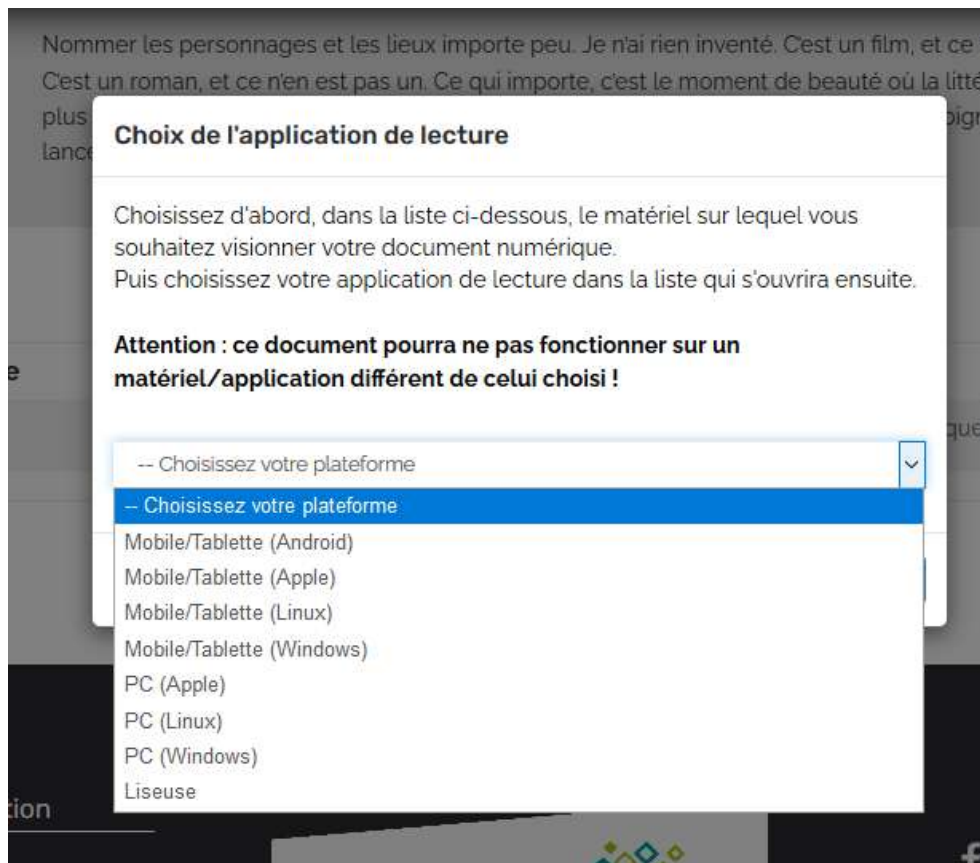 Nommer les personnages et les lieux importe peu. Je n'ai rien inventé. C'est un film, et ce
C'est un roman, et ce n'en est pas un. Ce qui importe, c'est le moment de beauté où la litté
plus
lance
Choix de l'application de lecture
Choisissez d'abord, dans la liste ci-dessous, le matériel sur lequel vous
souhaitez visionner votre document numérique.
Puis choisissez votre application de lecture dans la liste qui s'ouvrira ensuite.
Attention : ce document pourra ne pas fonctionner sur un
matériel/application différent de celui choisi !
e
que
-- Choisissez votre plateforme
-- Choisissez votre plateforme
Mobile/Tablette (Android)
Mobile/Tablette (Apple)
Mobile/Tablette (Linux)
Mobile/Tablette (Windows)
PC (Apple)
PC (Linux)
PC (Windows)
Liseuse
tion